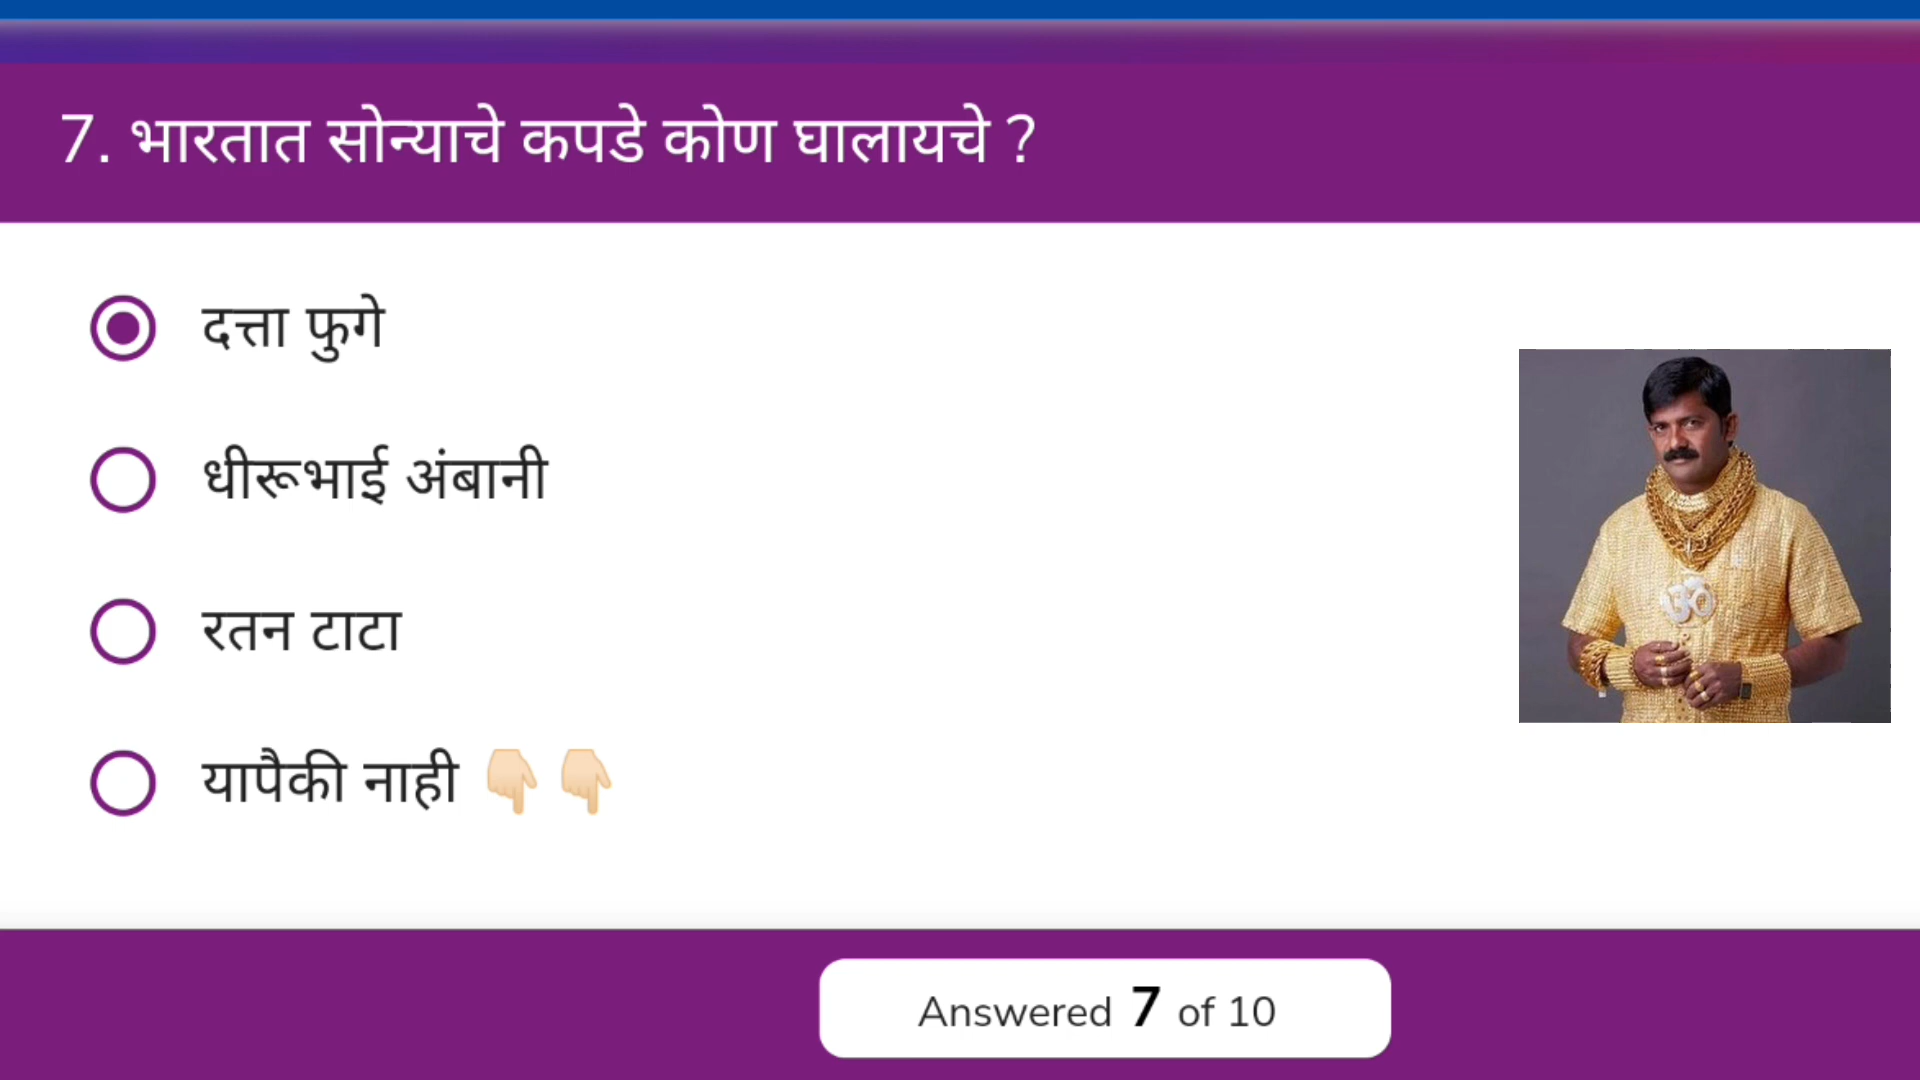 7. भारतात सोन्याचे कपडे कोण घालायचे ?
दत्ता फुगे
धीरूभाई अंबानी
रतन टाटा
यापैकी नाही 👇🏻 👇🏻
ॐ
Answered 7 of 10